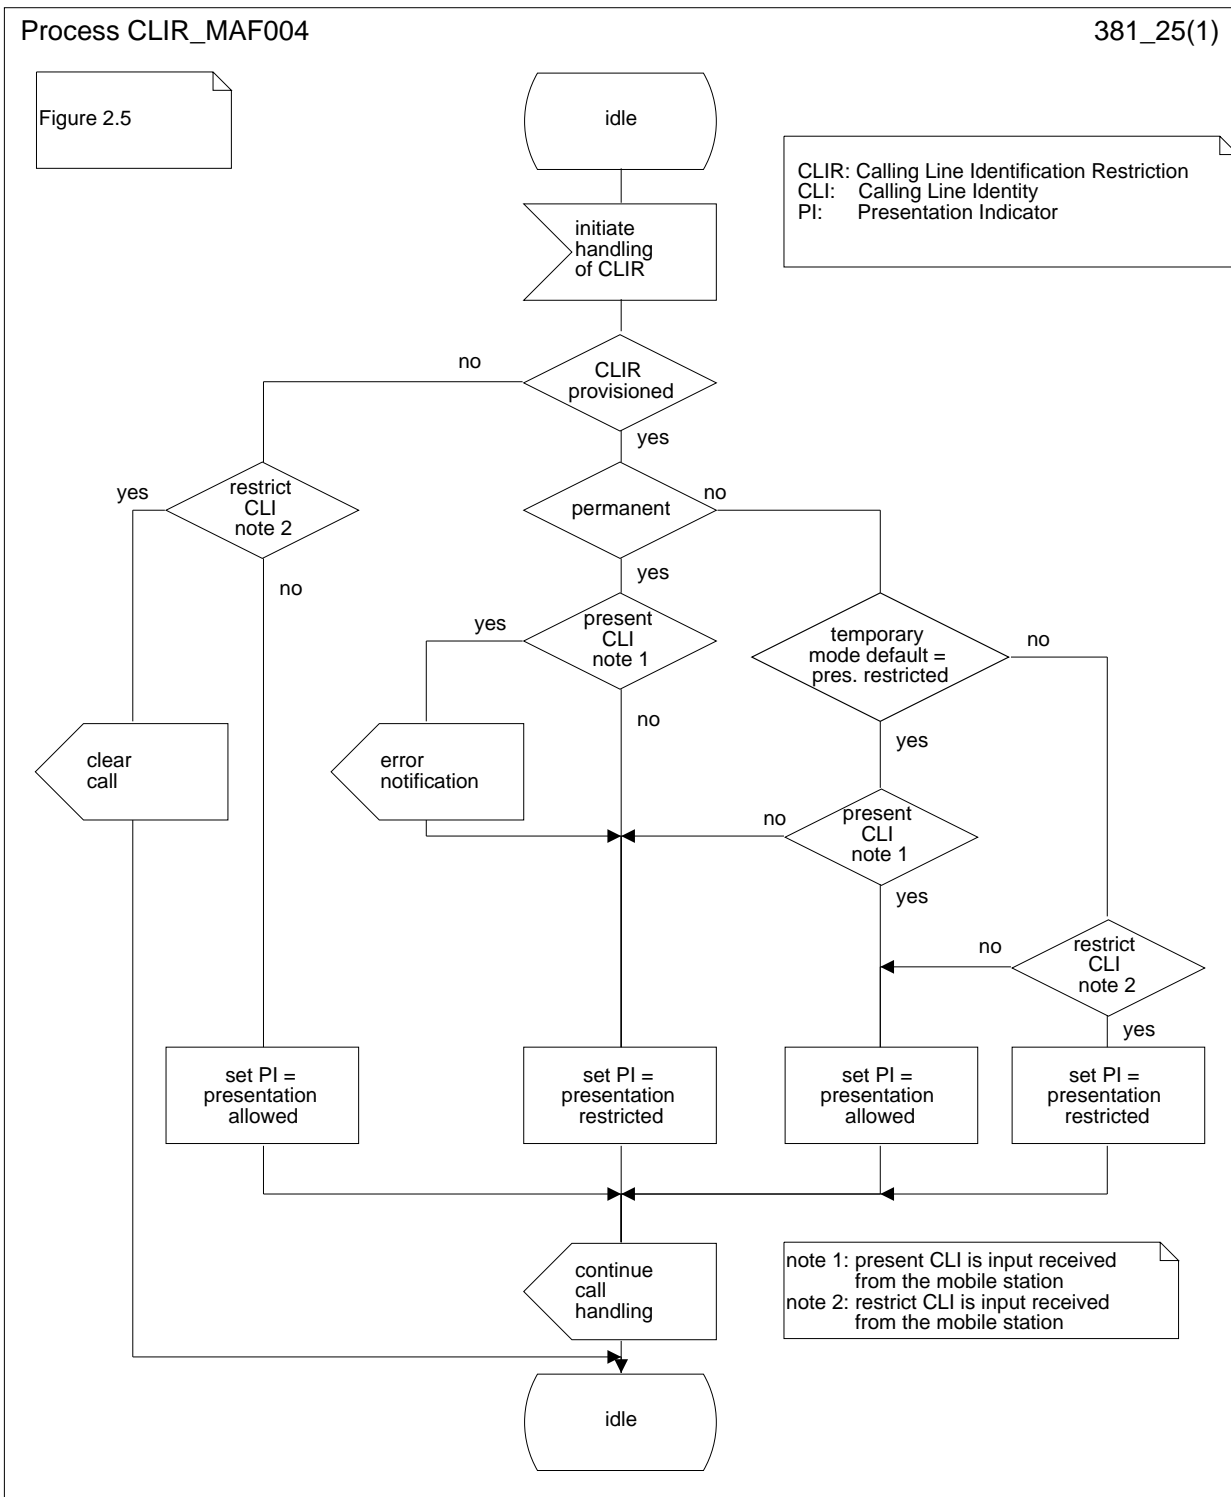 Process CLIR_MAF004
381_25(1)
Figure 2.5
idle
CLIR: Calling Line Identification Restriction
CLI: Calling Line Identity
PI: Presentation Indicator
initiate
handling
of CLIR
no
CLIR
provisioned
yes
yes
restrict
CLI
note 2
permanent
no
no
yes
yes
present
CLI
note 1
temporary
mode default =
pres. restricted
no
no
yes
clear
call
error
notification
no
present
CLI
note 1
yes
no
restrict
CLI
note 2
yes
set PI =
presentation
allowed
set PI =
presentation
restricted
set PI =
presentation
allowed
set PI =
presentation
restricted
continue
call
handling
note 1: present CLI is input received
from the mobile station
note 2: restrict CLI is input received
from the mobile station
idle